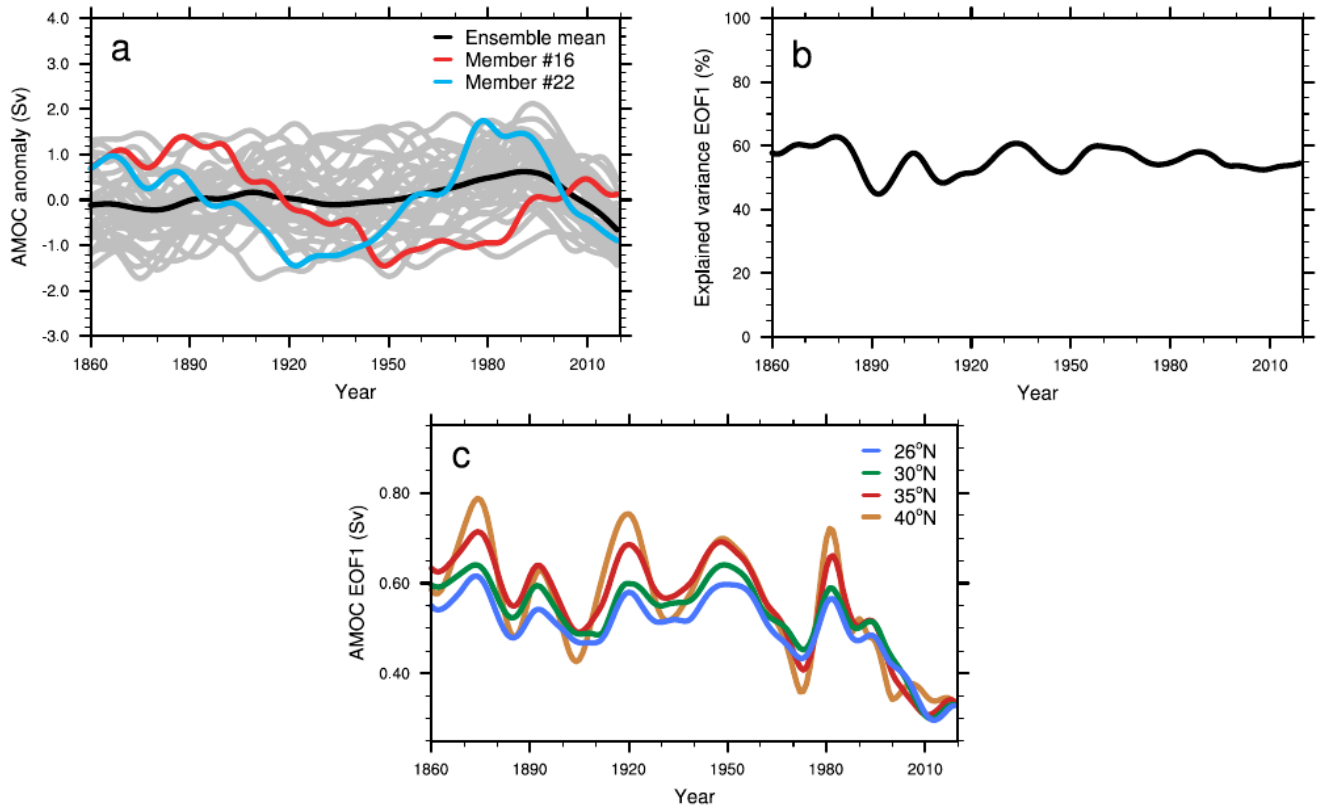 a
Ensemble mean
Member #16
Member #22
AMOC anomaly (Sv)
4.0
3.0
2.0
1.0
0.0
-1.0
-2.0
-3.0
1860 1890 1920 1950 1980 2010
Year
b
Explained variance EOF1 (%)
100
80
60
40
20
0
1860 1890 1920 1950 1980 2010
Year
c
26°N
30°N
35°N
40°N
AMOC EOF1 (Sv)
0.80
0.60
0.40
1860 1890 1920 1950 1980 2010
Year